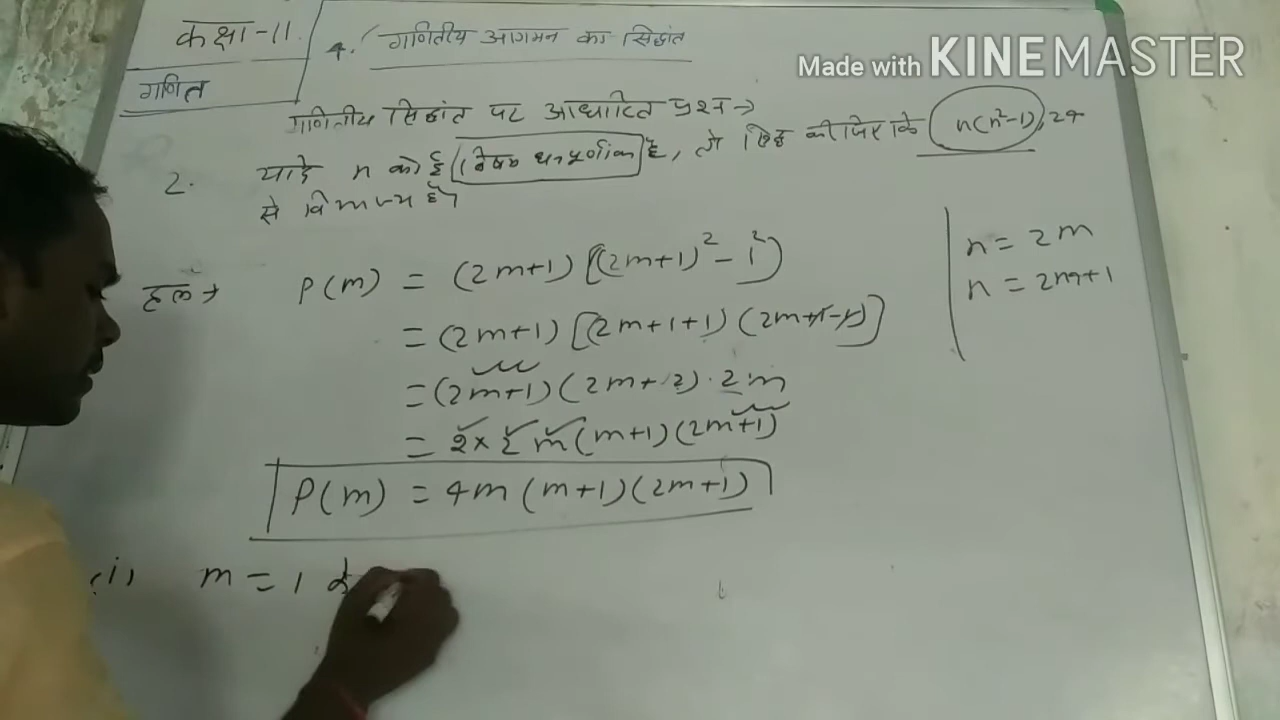 कक्षा-11.
गणित
4. गणितीय आगमन का सिद्धांत
Made with KINEMASTER
गणितीय सिद्धांत पर आधारित प्रश्न→
2. यदि n कोई विषम धनपूर्णांक है, तो सिद्ध कीजिए कि n(n²-1), 24
से विभाज्य है।
हल→ P(m) = (2m+1) [(2m+1)² - 1²)
= (2m+1) [(2m+1+1) (2m+1-1)]
= (2m+1) (2m+2) . 2m
= 2 x 2 m (m+1) (2m+1)
P(m) = 4m (m+1) (2m+1)
n = 2m
n = 2m+1
(i) m = 1